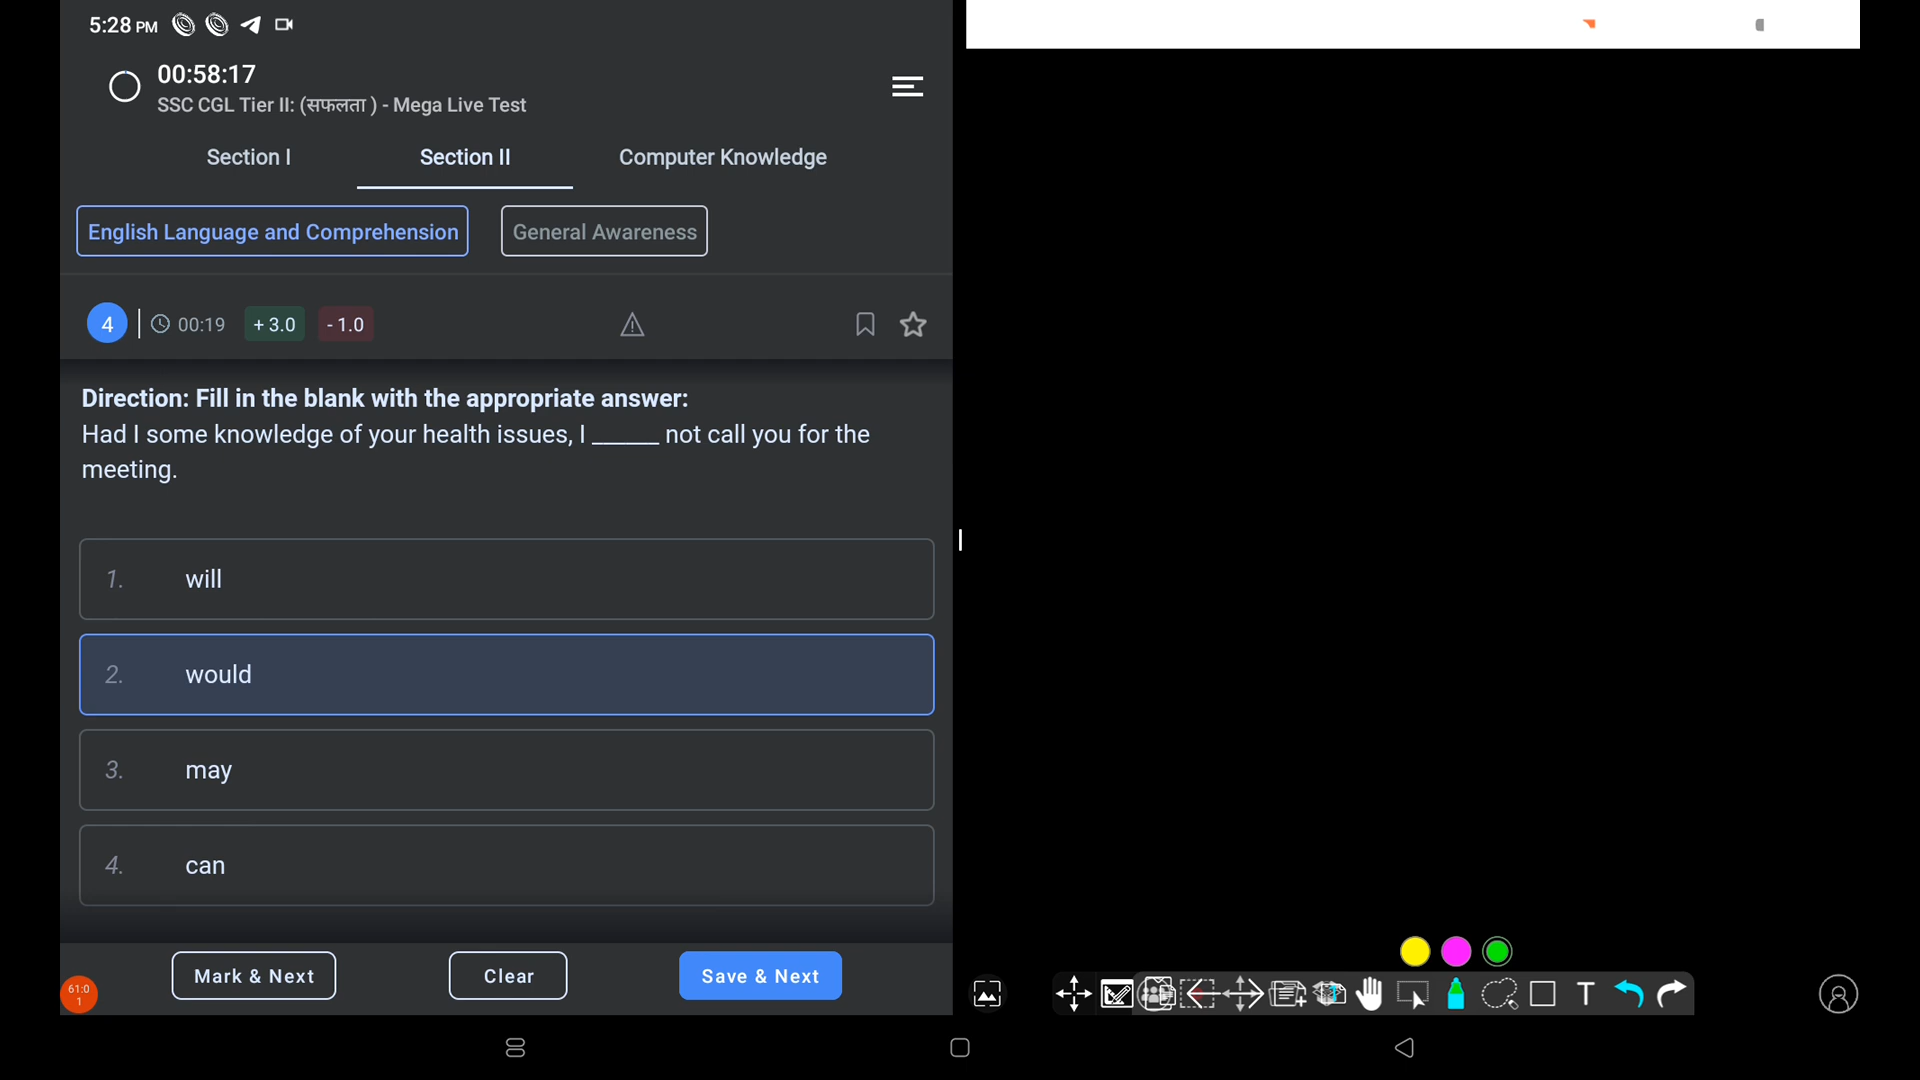 5:28 PM
00:58:17
SSC CGL Tier II: (सफलता ) - Mega Live Test
Section I
Section II
Computer Knowledge
English Language and Comprehension
General Awareness
4
00:19
+ 3.0
- 1.0
Direction: Fill in the blank with the appropriate answer:
Had I some knowledge of your health issues, I ______ not call you for the
meeting.
1. will
2. would
3. may
4. can
Mark & Next
Clear
Save & Next
61:0
1
T